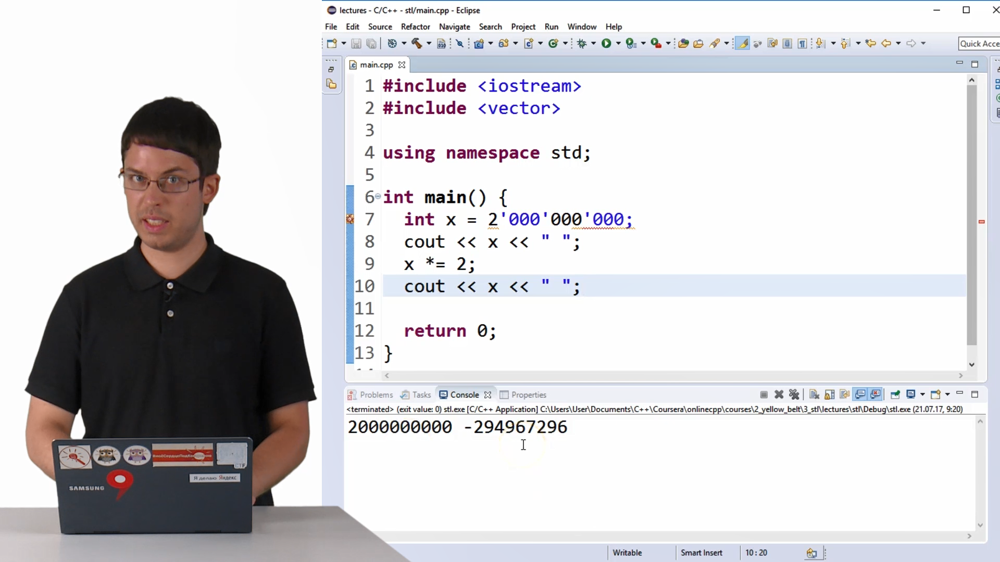 lectures - C/C++ - stl/main.cpp - Eclipse
File Edit Source Refactor Navigate Search Project Run Window Help
Quick Acce
main.cpp
1 #include <iostream>
2 #include <vector>
3
4 using namespace std;
5
6 int main() {
7 int x = 2'000'000'000;
8 cout << x << " ";
9 x *= 2;
10 cout << x << " ";
11
12 return 0;
13 }
Problems Tasks Console Properties
<terminated> (exit value: 0) stl.exe [C/C++ Application] C:\Users\User\Documents\C++\Coursera\onlinecpp\courses\2_yellow_belt\3_stl\lectures\stl\Debug\stl.exe (21.07.17, 9:20)
2000000000 -294967296
Writable Smart Insert 10 : 20
CTF
SAMSUNG
9
Я делаю Яндекс